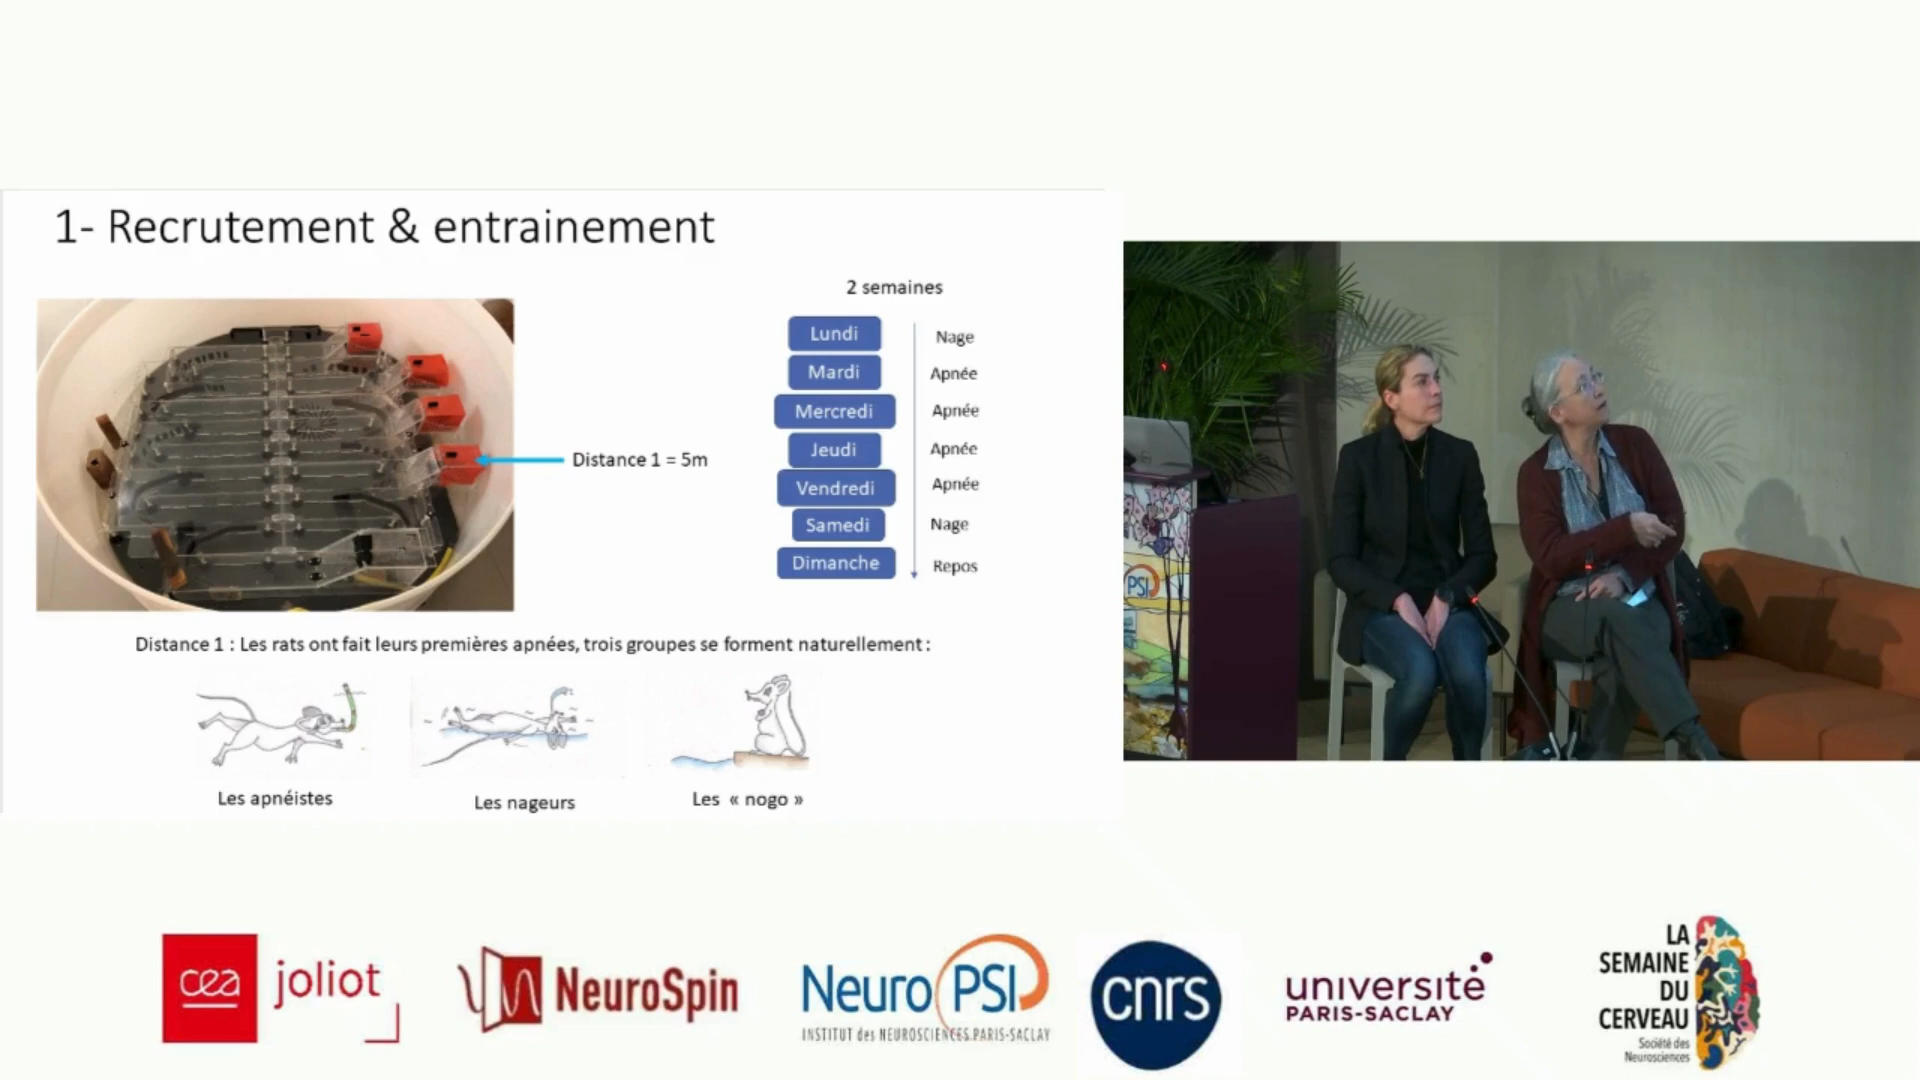 1- Recrutement & entrainement
2 semaines
Lundi
Nage
Mardi
Apnée
Mercredi
Apnée
Jeudi
Apnée
Vendredi
Apnée
Samedi
Nage
Dimanche
Repos
Distance 1 = 5m
Distance 1 : Les rats ont fait leurs premières apnées, trois groupes se forment naturellement :
Les apnéistes
Les nageurs
Les « nogo »
PSI
cea
joliot
NeuroSpin
NeuroPSI
INSTITUT des NEUROSCIENCES PARIS-SACLAY
cnrs
université
PARIS-SACLAY
LA
SEMAINE
DU
CERVEAU
Société des
Neurosciences